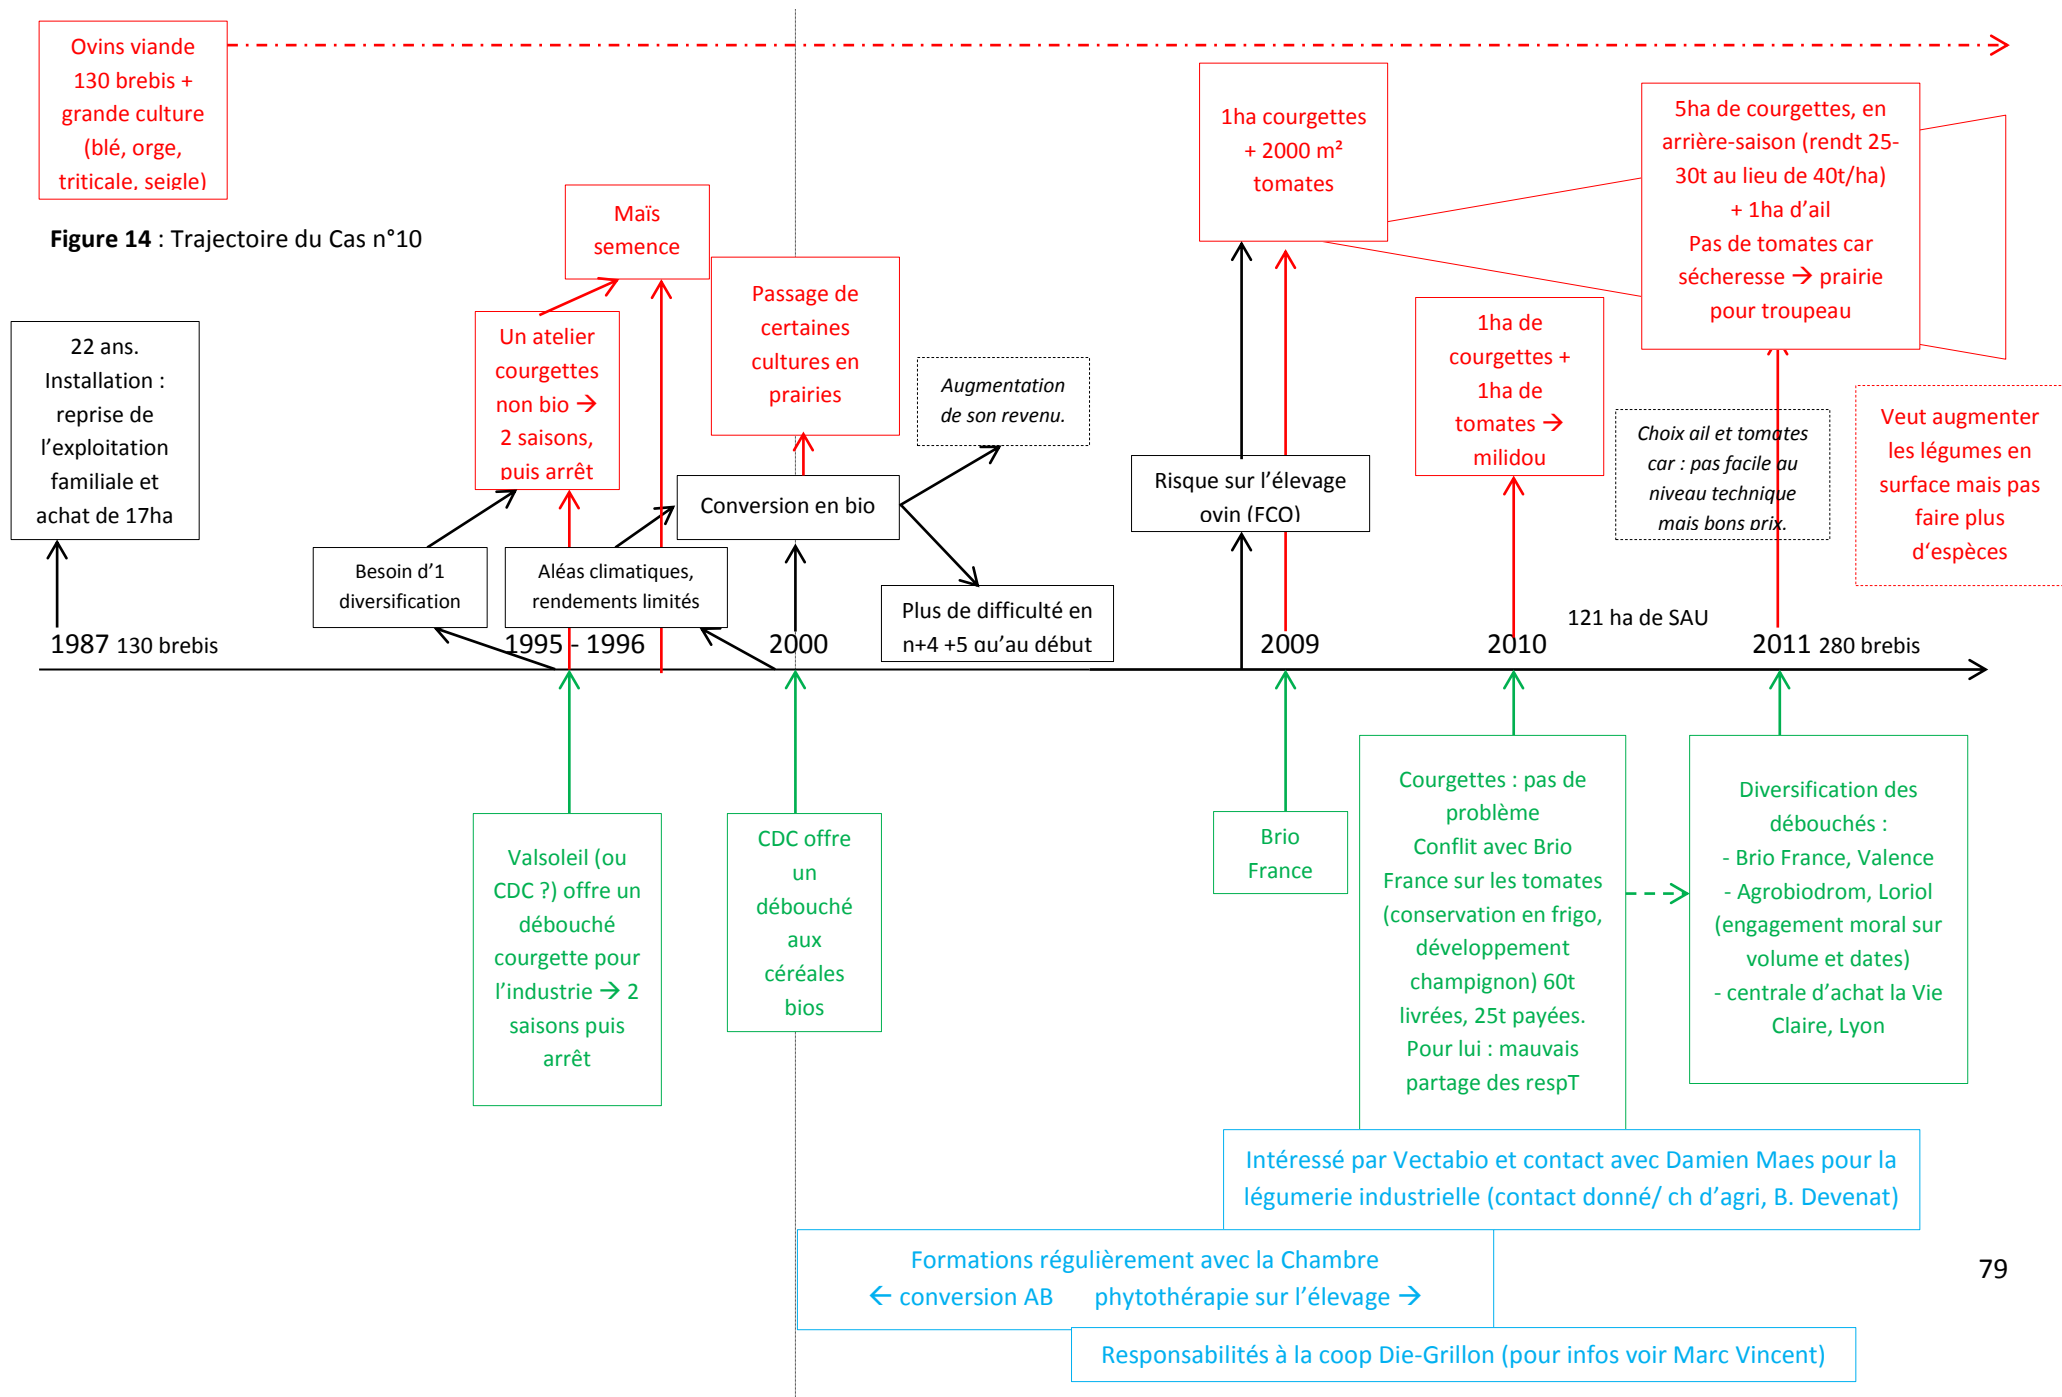 Ovins viande
130 brebis +
grande culture
(blé, orge,
triticale, seigle)
Figure 14 : Trajectoire du Cas n°10
22 ans.
Installation :
reprise de
l’exploitation
familiale et
achat de 17ha
Maïs
semence
Un atelier
courgettes
non bio →
2 saisons,
puis arrêt
Besoin d’1
diversification
Aléas climatiques,
rendements limités
Passage de
certaines
cultures en
prairies
Conversion en bio
Augmentation
de son revenu.
Plus de difficulté en
n+4 +5 qu’au début
1ha courgettes
+ 2000 m² 
tomates
Risque sur l’élevage
ovin (FCO)
1ha de
courgettes +
1ha de
tomates →
milidou
5ha de courgettes, en
arrière-saison (rendt 25-
30t au lieu de 40t/ha)
+ 1ha d’ail
Pas de tomates car
sécheresse → prairie
pour troupeau
Choix ail et tomates
car : pas facile au
niveau technique
mais bons prix.
Veut augmenter
les légumes en
surface mais pas
faire plus
d‘espèces
121 ha de SAU
1987 130 brebis
1995 - 1996
2000
2009
2010
2011 280 brebis
Valsoleil (ou
CDC ?) offre un
débouché
courgette pour
l’industrie → 2
saisons puis
arrêt
CDC offre
un
débouché
aux
céréales
bios
Brio
France
Courgettes : pas de
problème
Conflit avec Brio
France sur les tomates
(conservation en frigo,
développement
champignon) 60t
livrées, 25t payées.
Pour lui : mauvais
partage des respT
Diversification des
débouchés :
- Brio France, Valence
- Agrobiodrom, Loriol
(engagement moral sur
volume et dates)
- centrale d’achat la Vie
Claire, Lyon
Intéressé par Vectabio et contact avec Damien Maes pour la
légumerie industrielle (contact donné/ ch d’agri, B. Devenat)
Formations régulièrement avec la Chambre
← conversion AB phytothérapie sur l’élevage →
Responsabilités à la coop Die-Grillon (pour infos voir Marc Vincent)
79